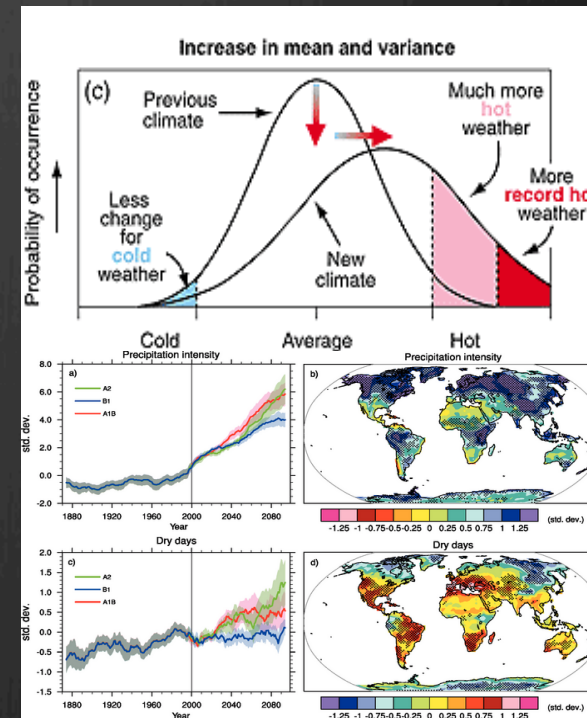 Increase in mean and variance
(c)
Previous
climate
Much more
hot
weather
More
record ho
weather
Less
change
for
cold
weather
New
climate
Probability of occurrence
Cold
Average
Hot
Precipitation intensity
a)
A2
B1
A1B
std. dev.
8.0
6.0
4.0
2.0
0.0
-2.0
1880 1920 1960 2000 2040 2080
Year
Precipitation intensity
b)
-1.25 -1 -0.75-0.5-0.25 0 0.25 0.5 0.75 1 1.25
(std. dev.)
Dry days
c)
A2
B1
A1B
std. dev.
2.0
1.5
1.0
0.5
0.0
-0.5
-1.0
-1.5
1880 1920 1960 2000 2040 2080
Year
Dry days
d)
-1.25 -1 -0.75-0.5-0.25 0 0.25 0.5 0.75 1 1.25
(std. dev.)